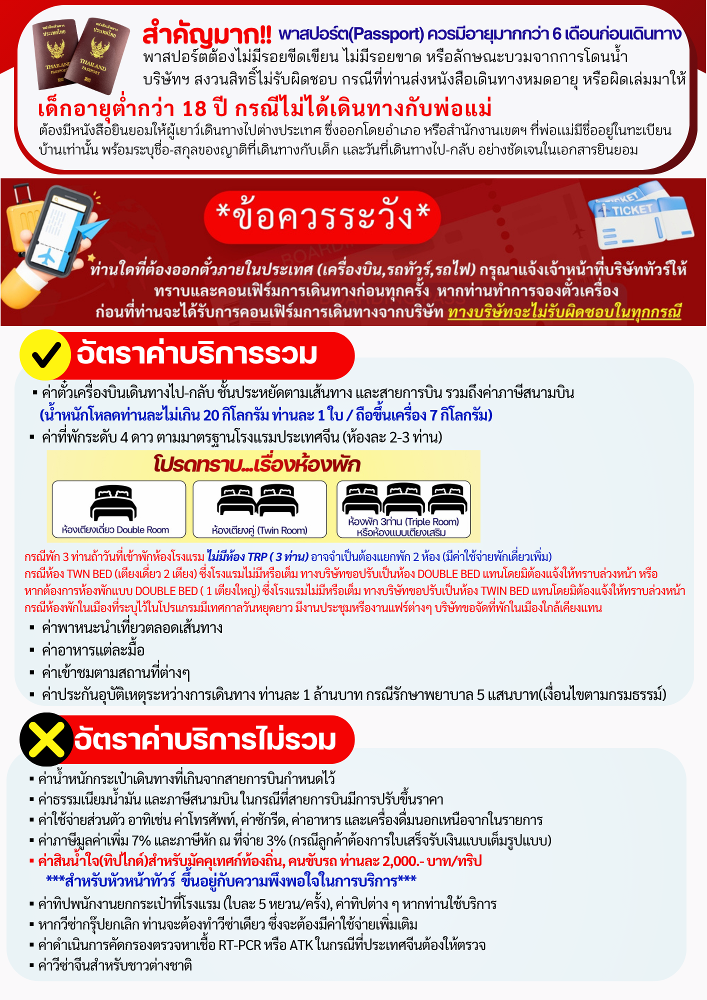 หนังสือเดินทาง
ประเทศไทย
THAILAND
PASSPORT
หนังสือเดินทาง
ประเทศไทย
THAILAND
PASSPORT
สำคัญมาก!! พาสปอร์ต(Passport) ควรมีอายุมากกว่า 6 เดือนก่อนเดินทาง
พาสปอร์ตต้องไม่มีรอยขีดเขียน ไม่มีรอยขาด หรือลักษณะบวมจากการโดนน้ำ
บริษัทฯ สงวนสิทธิ์ไม่รับผิดชอบ กรณีที่ท่านส่งหนังสือเดินทางหมดอายุ หรือผิดเล่มมาให้
เด็กอายุต่ำกว่า 18 ปี กรณีไม่ได้เดินทางกับพ่อแม่
ต้องมีหนังสือยินยอมให้ผู้เยาว์เดินทางไปต่างประเทศ ซึ่งออกโดยอำเภอ หรือสำนักงานเขตฯ ที่พ่อแม่มีชื่ออยู่ในทะเบียน
บ้านเท่านั้น พร้อมระบุชื่อ-สกุลของญาติที่เดินทางกับเด็ก และวันที่เดินทางไป-กลับ อย่างชัดเจนในเอกสารยินยอม
*ข้อควรระวัง*
TICKET
TICKET
BOARDING
ท่านใดที่ต้องออกตั๋วภายในประเทศ (เครื่องบิน,รถทัวร์,รถไฟ) กรุณาแจ้งเจ้าหน้าที่บริษัททัวร์ให้
ทราบและคอนเฟิร์มการเดินทางก่อนทุกครั้ง หากท่านทำการจองตั๋วเครื่อง
BOARDING PASS
ก่อนที่ท่านจะได้รับการคอนเฟิร์มการเดินทางจากบริษัท ทางบริษัทจะไม่รับผิดชอบในทุกกรณี
อัตราค่าบริการรวม
▪ ค่าตั๋วเครื่องบินเดินทางไป-กลับ ชั้นประหยัดตามเส้นทาง และสายการบิน รวมถึงค่าภาษีสนามบิน
(น้ำหนักโหลดท่านละไม่เกิน 20 กิโลกรัม ท่านละ 1 ใบ / ถือขึ้นเครื่อง 7 กิโลกรัม)
▪ ค่าที่พักระดับ 4 ดาว ตามมาตรฐานโรงแรมประเทศจีน (ห้องละ 2-3 ท่าน)
โปรดทราบ...เรื่องห้องพัก
ห้องเตียงเดี่ยว Double Room
ห้องเตียงคู่ (Twin Room)
ห้องพัก 3ท่าน (Triple Room)
หรือห้องแบบเตียงเสริม
กรณีพัก 3 ท่านถ้าวันที่เข้าพักห้องโรงแรม ไม่มีห้อง TRP ( 3 ท่าน) อาจจำเป็นต้องแยกพัก 2 ห้อง (มีค่าใช้จ่ายพักเดี่ยวเพิ่ม)
กรณีห้อง TWN BED (เตียงเดี่ยว 2 เตียง) ซึ่งโรงแรมไม่มีหรือเต็ม ทางบริษัทขอปรับเป็นห้อง DOUBLE BED แทนโดยมิต้องแจ้งให้ทราบล่วงหน้า หรือ
หากต้องการห้องพักแบบ DOUBLE BED ( 1 เตียงใหญ่) ซึ่งโรงแรมไม่มีหรือเต็ม ทางบริษัทขอปรับเป็นห้อง TWIN BED แทนโดยมิต้องแจ้งให้ทราบล่วงหน้า
กรณีห้องพักในเมืองที่ระบุไว้ในโปรแกรมมีเทศกาลวันหยุดยาว มีงานประชุมหรืองานแฟร์ต่างๆ บริษัทขอจัดที่พักในเมืองใกล้เคียงแทน
▪ ค่าพาหนะนำเที่ยวตลอดเส้นทาง
▪ ค่าอาหารแต่ละมื้อ
▪ ค่าเข้าชมตามสถานที่ต่างๆ
▪ ค่าประกันอุบัติเหตุระหว่างการเดินทาง ท่านละ 1 ล้านบาท กรณีรักษาพยาบาล 5 แสนบาท(เงื่อนไขตามกรมธรรม์)
อัตราค่าบริการไม่รวม
▪ ค่าน้ำหนักกระเป๋าเดินทางที่เกินจากสายการบินกำหนดไว้
▪ ค่าธรรมเนียมน้ำมัน และภาษีสนามบิน ในกรณีที่สายการบินมีการปรับขึ้นราคา
▪ ค่าใช้จ่ายส่วนตัว อาทิเช่น ค่าโทรศัพท์, ค่าซักรีด, ค่าอาหาร และเครื่องดื่มนอกเหนือจากในรายการ
▪ ค่าภาษีมูลค่าเพิ่ม 7% และภาษีหัก ณ ที่จ่าย 3% (กรณีลูกค้าต้องการใบเสร็จรับเงินแบบเต็มรูปแบบ)
▪ ค่าสินน้ำใจ(ทิปไกด์)สำหรับมัคคุเทศก์ท้องถิ่น, คนขับรถ ท่านละ 2,000.- บาท/ทริป
***สำหรับหัวหน้าทัวร์ ขึ้นอยู่กับความพึงพอใจในการบริการ***
▪ ค่าทิปพนักงานยกกระเป๋าที่โรงแรม (ใบละ 5 หยวน/ครั้ง), ค่าทิปต่าง ๆ หากท่านใช้บริการ
▪ หากวีซ่ากรุ๊ปยกเลิก ท่านจะต้องทำวีซ่าเดียว ซึ่งจะต้องมีค่าใช้จ่ายเพิ่มเติม
▪ ค่าดำเนินการคัดกรองตรวจหาเชื้อ RT-PCR หรือ ATK ในกรณีที่ประเทศจีนต้องให้ตรวจ
▪ ค่าวีซ่าจีนสำหรับชาวต่างชาติ